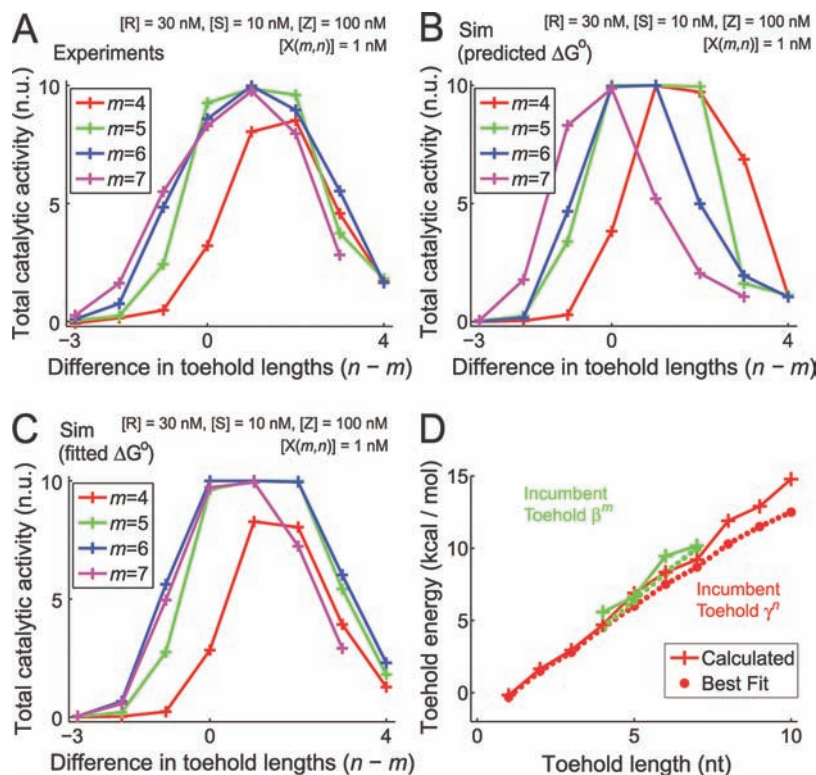 A
[R] = 30 nM, [S] = 10 nM, [Z] = 100 nM
[X(m,n)] = 1 nM
Experiments
m=4
m=5
m=6
m=7
Total catalytic activity (n.u.)
10
5
0
−3
0
4
Difference in toehold lengths (n − m)
B
[R] = 30 nM, [S] = 10 nM, [Z] = 100 nM
[X(m,n)] = 1 nM
Sim
(predicted ΔGº)
m=4
m=5
m=6
m=7
Total catalytic activity (n.u.)
10
5
0
−3
0
4
Difference in toehold lengths (n − m)
C
[R] = 30 nM, [S] = 10 nM, [Z] = 100 nM
[X(m,n)] = 1 nM
Sim
(fitted ΔGº)
m=4
m=5
m=6
m=7
Total catalytic activity (n.u.)
10
5
0
−3
0
4
Difference in toehold lengths (n − m)
D
Incumbent
Toehold βᵐ
Incumbent
Toehold γⁿ
Calculated
Best Fit
Toehold energy (kcal / mol)
15
10
5
0
0
5
10
Toehold length (nt)